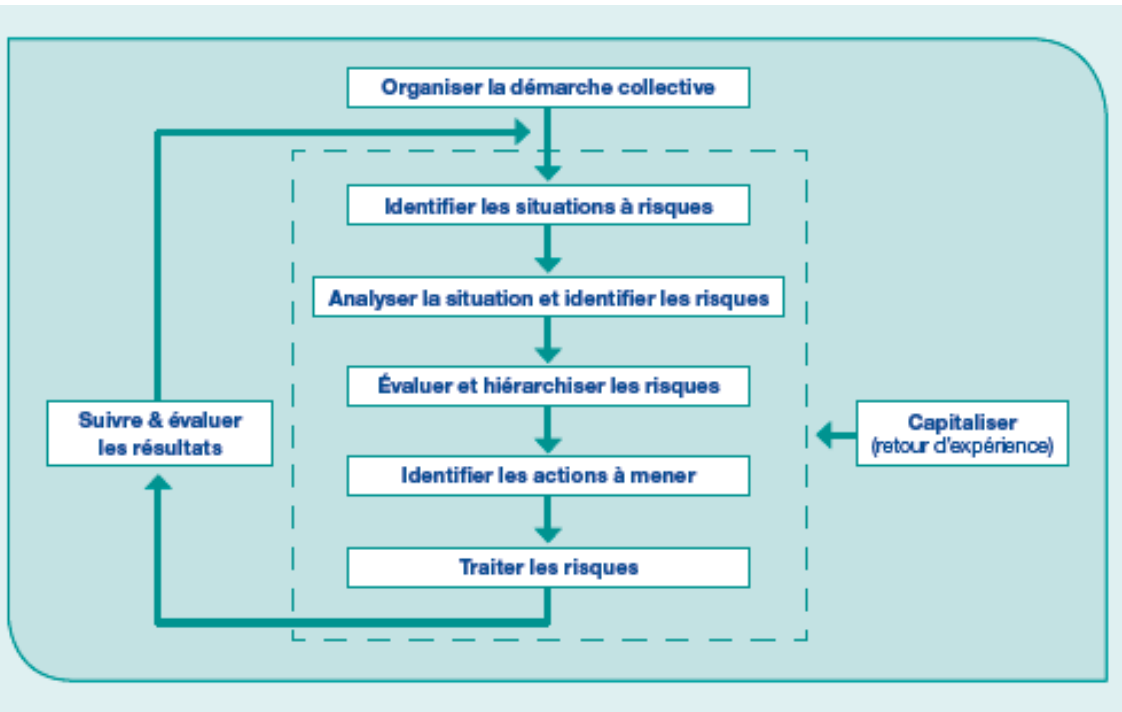 Organiser la démarche collective
Identifier les situations à risques
Analyser la situation et identifier les risques
Évaluer et hiérarchiser les risques
Suivre & évaluer
les résultats
Capitaliser
(retour d'expérience)
Identifier les actions à mener
Traiter les risques